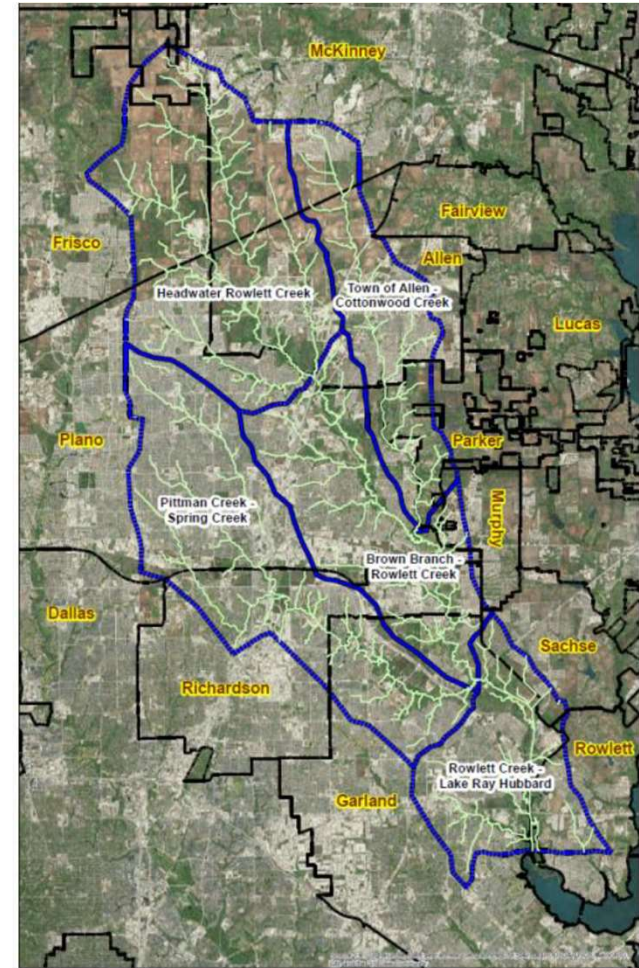 McKinney
Fairview
Frisco
Allen
Headwater Rowlett Creek
Town of Allen -
Cottonwood Creek
Lucas
Plano
Parker
Pittman Creek -
Spring Creek
Murphy
Brown Branch -
Rowlett Creek
Dallas
Sachse
Richardson
Rowlett
Rowlett Creek -
Lake Ray Hubbard
Garland